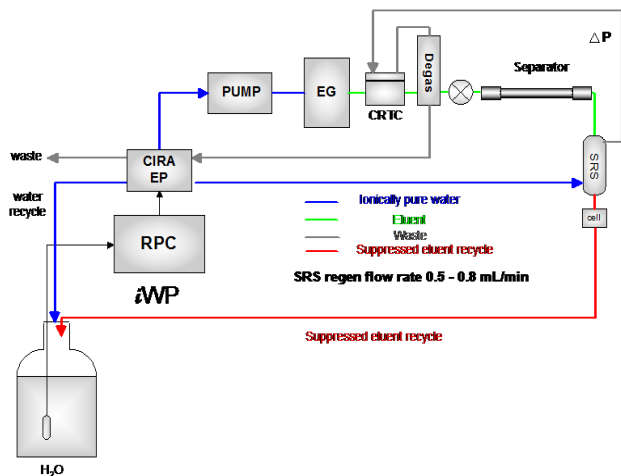 △P
Separator
PUMP
EG
Degas
CRTC
waste
CIRA
EP
SRS
water
recycle
Ionically pure water
Eluent
Waste
Suppressed eluent recycle
cell
RPC
SRS regen flow rate 0.5 - 0.8 mL/min
iWP
Suppressed eluent recycle
H₂O